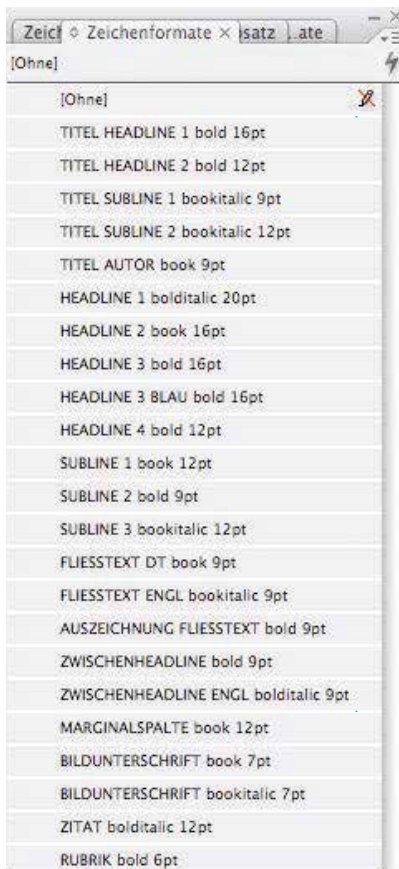 Zeich Zeichenformate × satz ate
[Ohne]
[Ohne]
TITEL HEADLINE 1 bold 16pt
TITEL HEADLINE 2 bold 12pt
TITEL SUBLINE 1 bookitalic 9pt
TITEL SUBLINE 2 bookitalic 12pt
TITEL AUTOR book 9pt
HEADLINE 1 bolditalic 20pt
HEADLINE 2 book 16pt
HEADLINE 3 bold 16pt
HEADLINE 3 BLAU bold 16pt
HEADLINE 4 bold 12pt
SUBLINE 1 book 12pt
SUBLINE 2 bold 9pt
SUBLINE 3 bookitalic 12pt
FLIESSTEXT DT book 9pt
FLIESSTEXT ENGL bookitalic 9pt
AUSZEICHNUNG FLIESSTEXT bold 9pt
ZWISCHENHEADLINE bold 9pt
ZWISCHENHEADLINE ENGL bolditalic 9pt
MARGINALSPALTE book 12pt
BILDUNTERSCHRIFT book 7pt
BILDUNTERSCHRIFT bookitalic 7pt
ZITAT bolditalic 12pt
RUBRIK bold 6pt